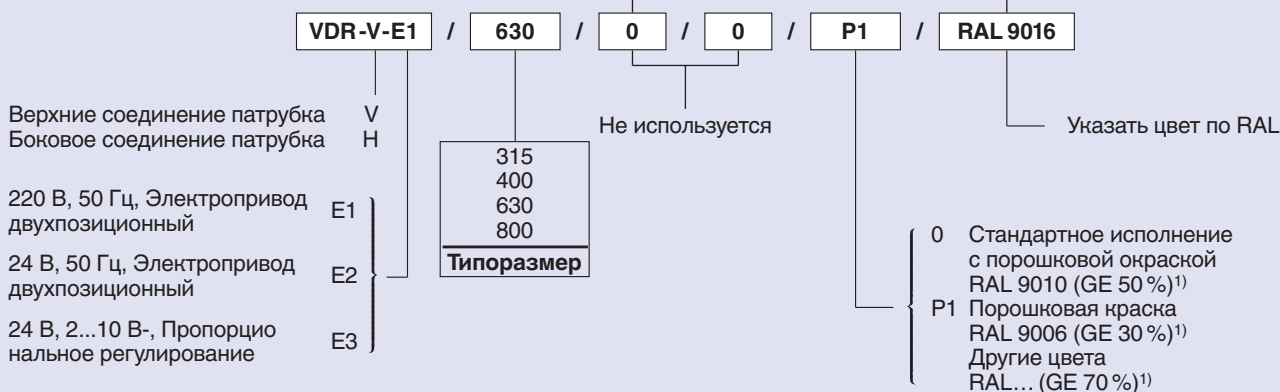 VDR-V-E1 / 630 / 0 / 0 / P1 / RAL 9016
Верхние соединение патрубка V
Боковое соединение патрубка H
Не используется
Указать цвет по RAL
315
400
630
800
Типоразмер
220 В, 50 Гц, Электропривод
двухпозиционный
E1
24 В, 50 Гц, Электропривод
двухпозиционный
E2
24 В, 2...10 В-, Пропорцио
нальное регулирование
E3
0 Стандартное исполнение
с порошковой окраской
RAL 9010 (GE 50 %)1)
P1 Порошковая краска
RAL 9006 (GE 30 %)1)
Другие цвета
RAL… (GE 70 %)1)